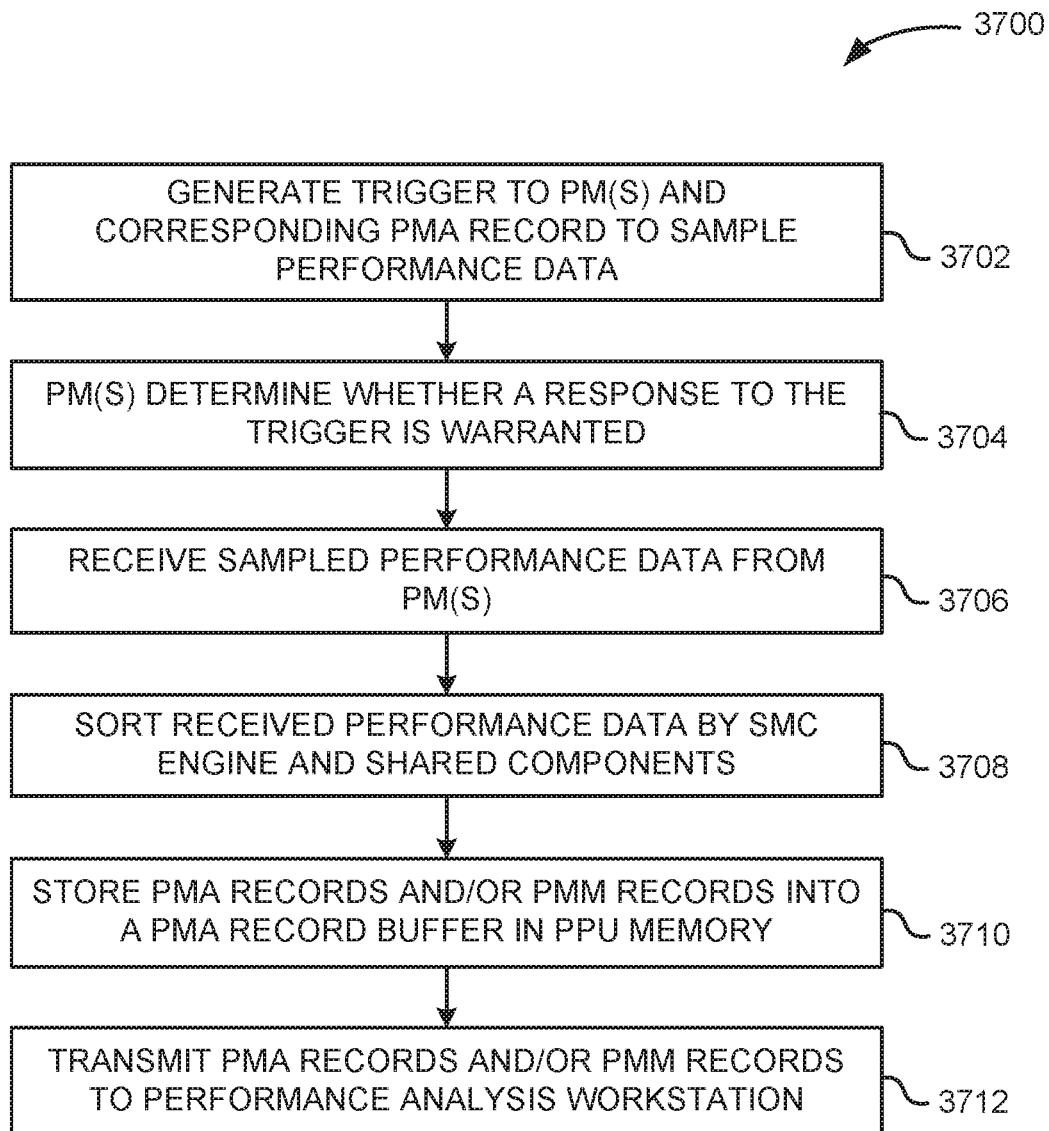 3700
GENERATE TRIGGER TO PM(S) AND
CORRESPONDING PMA RECORD TO SAMPLE
PERFORMANCE DATA
3702
PM(S) DETERMINE WHETHER A RESPONSE TO THE
TRIGGER IS WARRANTED
3704
RECEIVE SAMPLED PERFORMANCE DATA FROM
PM(S)
3706
SORT RECEIVED PERFORMANCE DATA BY SMC
ENGINE AND SHARED COMPONENTS
3708
STORE PMA RECORDS AND/OR PMM RECORDS INTO
A PMA RECORD BUFFER IN PPU MEMORY
3710
TRANSMIT PMA RECORDS AND/OR PMM RECORDS
TO PERFORMANCE ANALYSIS WORKSTATION
3712